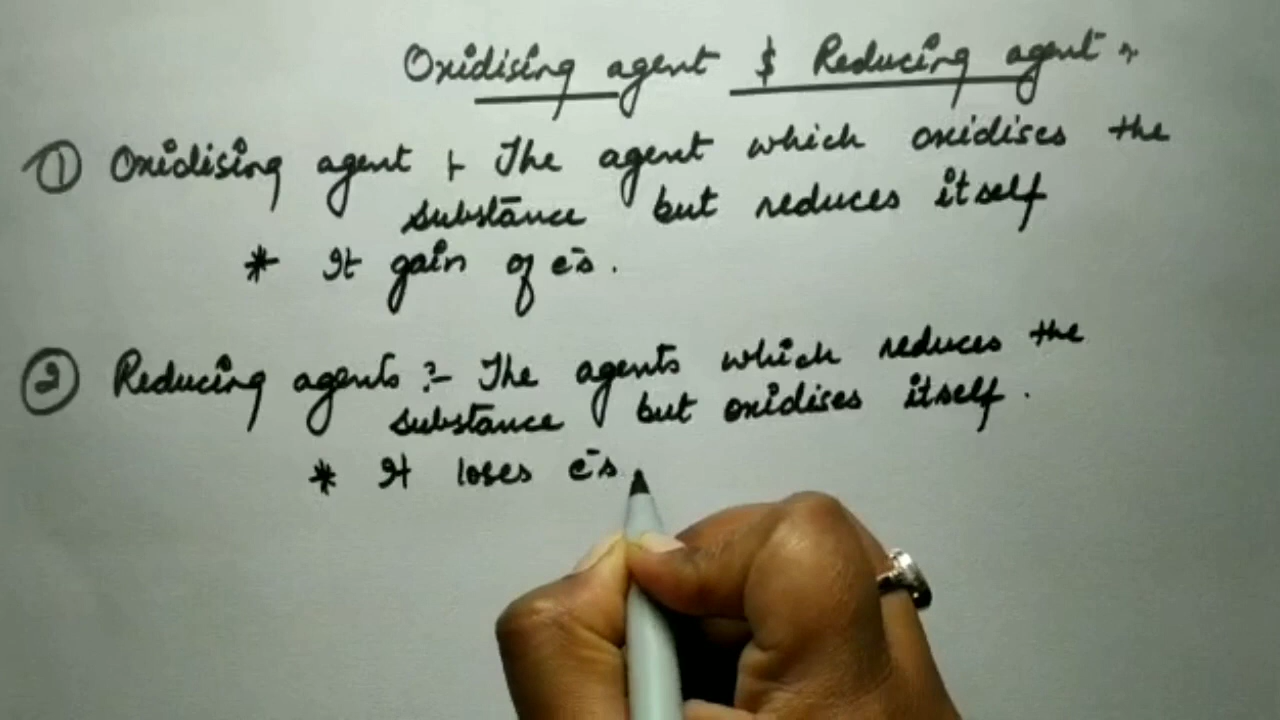 Oxidising agent $ Reducing agent :-
① Oxidising agent :- The agent which oxidises the
substance but reduces itself
* It gain of e⁻s.
② Reducing agents :- The agents which reduces the
substance but oxidises itself.
* It loses e⁻s